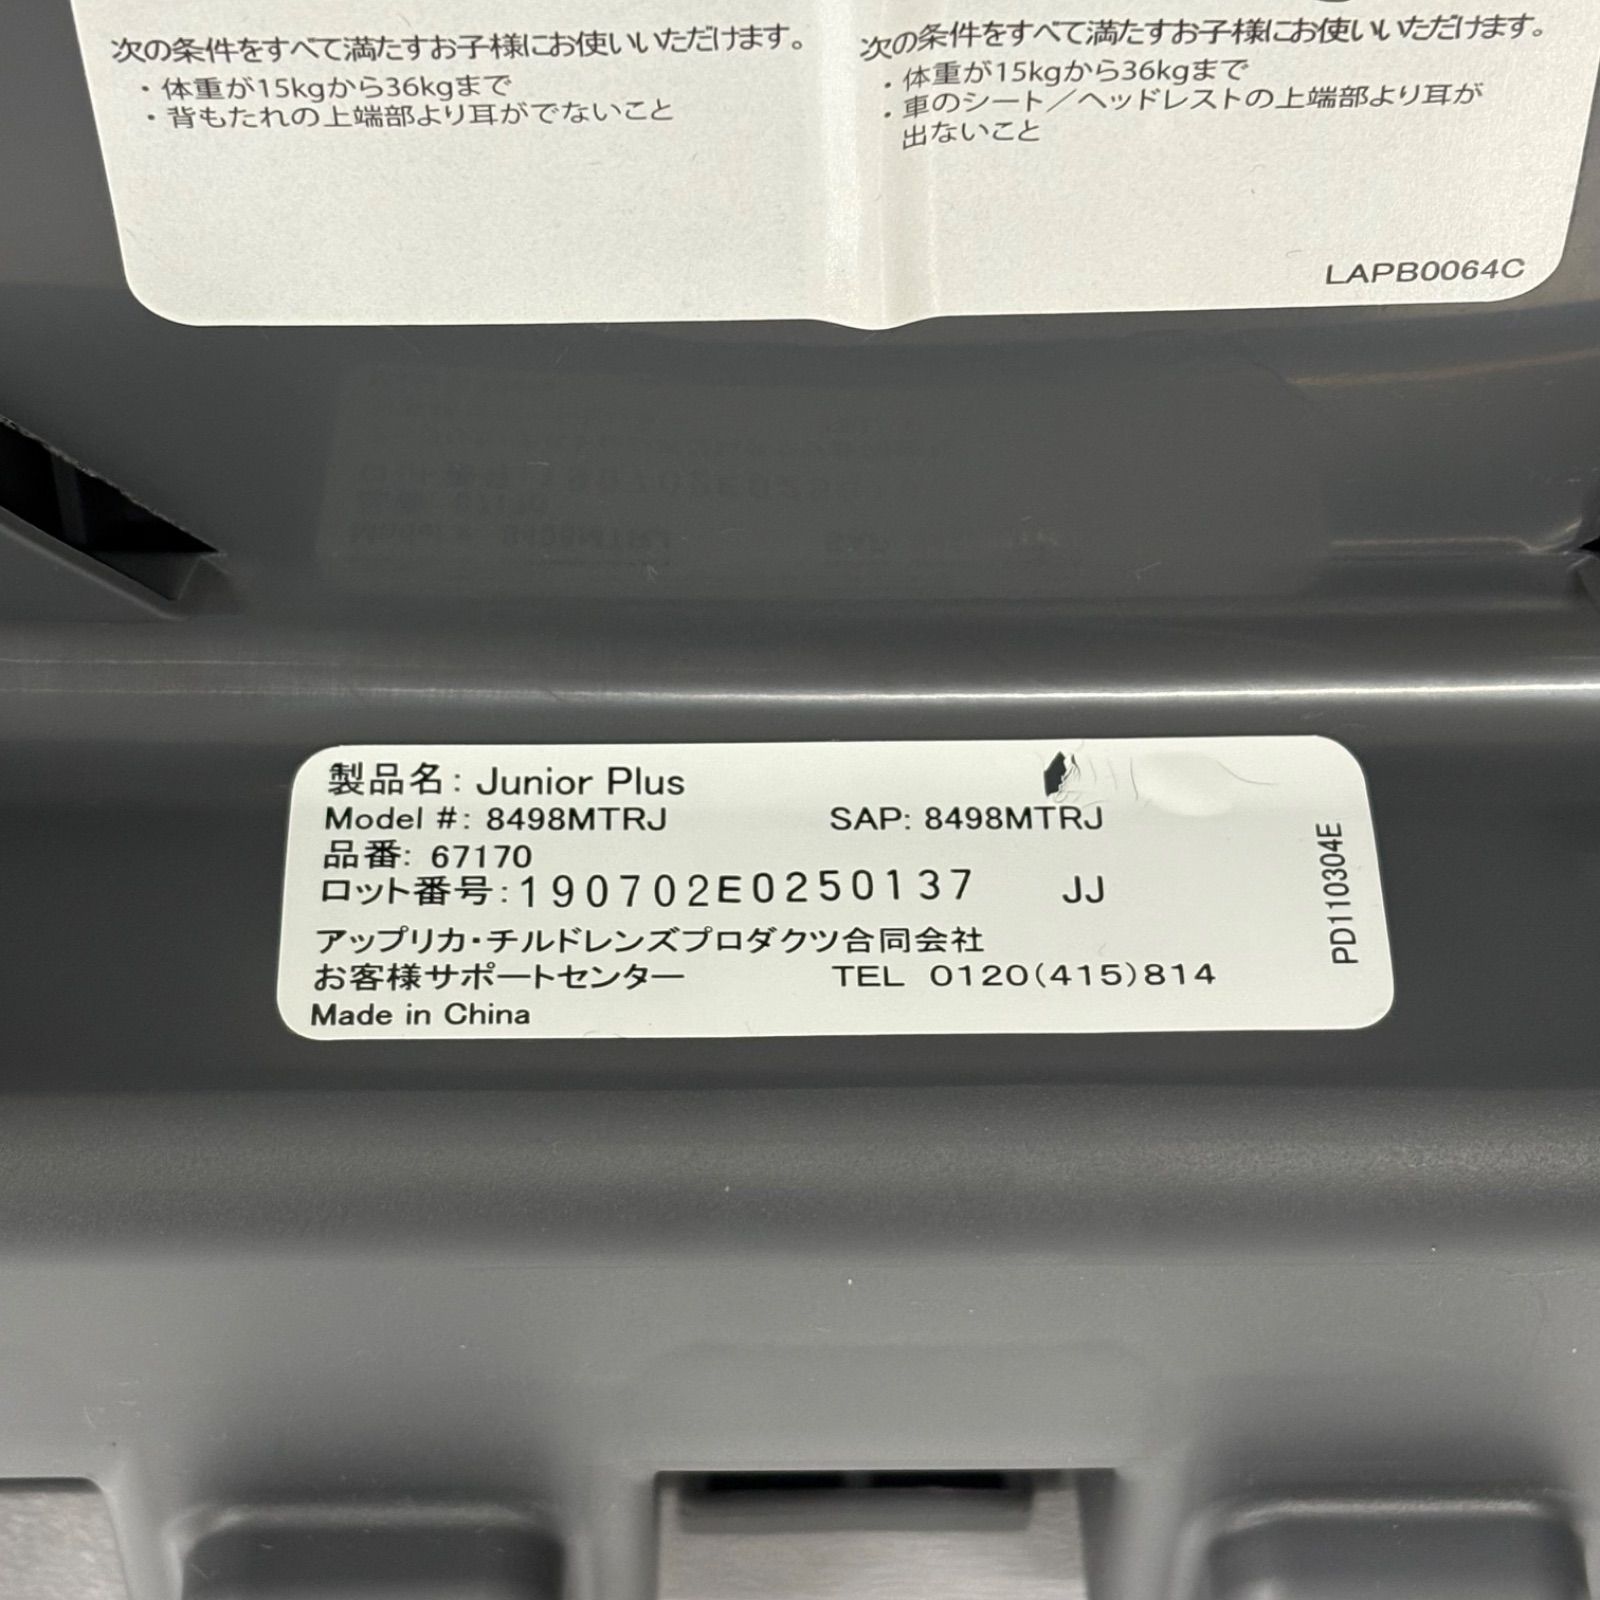 次の条件をすべて満たすお子様にお使いいただけます。
・体重が15kgから36kgまで
・背もたれの上端部より耳がでないこと
次の条件をすべて満たすお子様にお使いいただけます。
・体重が15kgから36kgまで
・車のシート／ヘッドレストの上端部より耳が
出ないこと
LAPB0064C
製品名: Junior Plus
Model #: 8498MTRJ SAP: 8498MTRJ
品番: 67170
ロット番号:190702E0250137 JJ
アップリカ・チルドレンズプロダクツ合同会社
お客様サポートセンター TEL 0120(415)814
Made in China
PD110304E